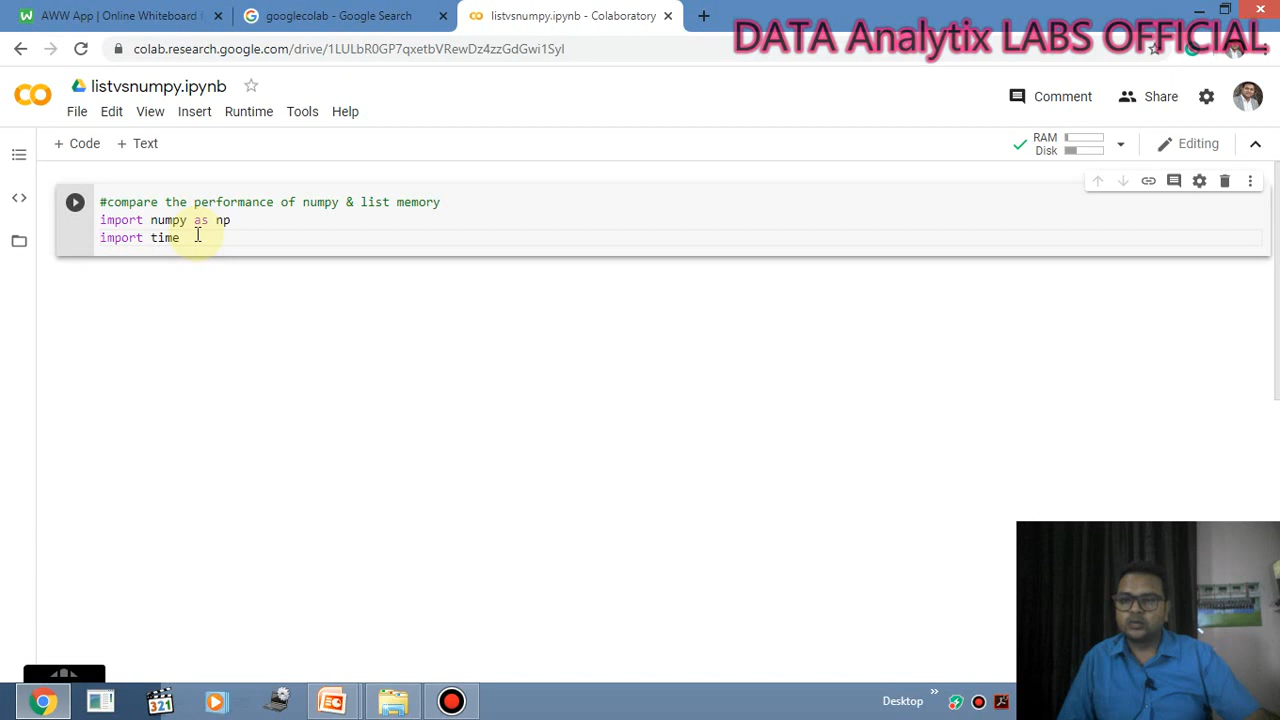 AWW App | Online Whiteboard
googlecolab - Google Search
listvsnumpy.ipynb - Colaboratory
DATA Analytix LABS OFFICIAL
colab.research.google.com/drive/1LULbR0GP7qxetbVRewDz4zzGdGwi1Syl
listvsnumpy.ipynb
File Edit View Insert Runtime Tools Help
Comment
Share
+ Code + Text
RAM
Disk
Editing
#compare the performance of numpy & list memory
import numpy as np
import time
321
Desktop